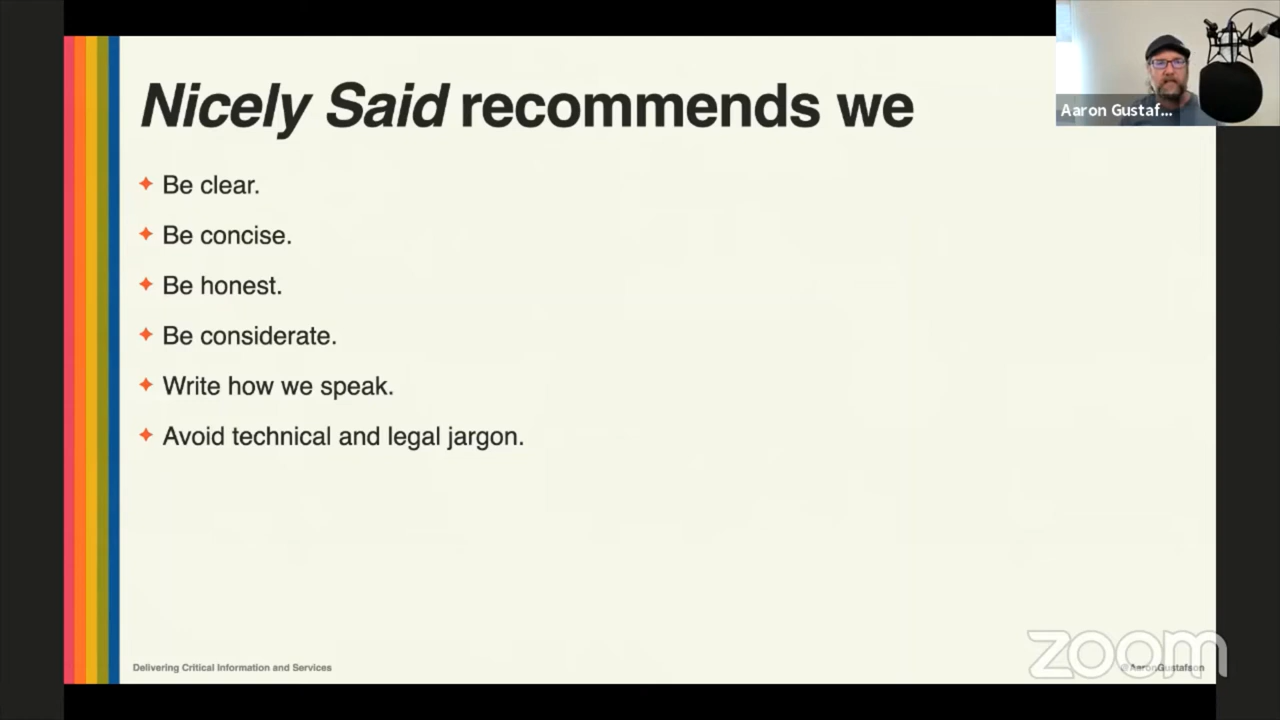 Nicely Said recommends we
Aaron Gustaf...
✦ Be clear.
✦ Be concise.
✦ Be honest.
✦ Be considerate.
✦ Write how we speak.
✦ Avoid technical and legal jargon.
zoom
Delivering Critical Information and Services
@AaronGustafson